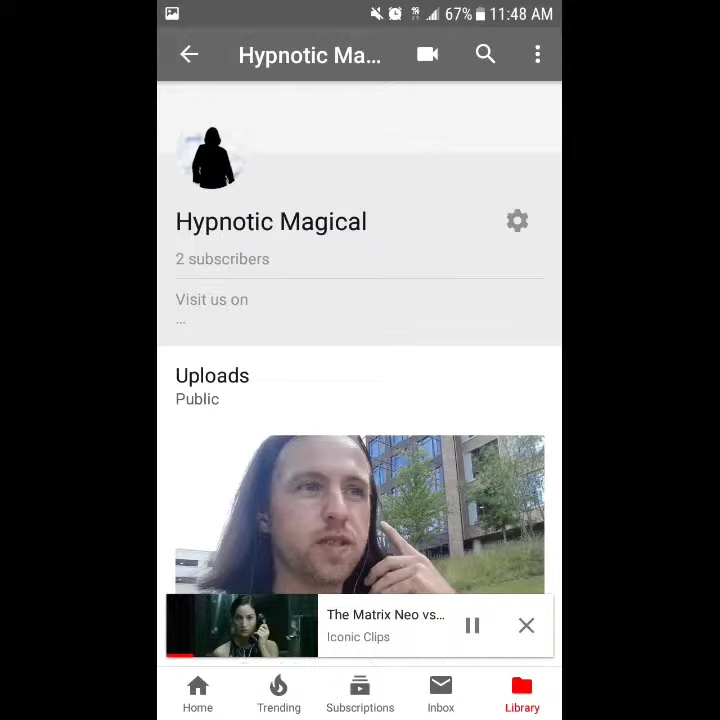 67% 11:48 AM
Hypnotic Ma...
Hypnotic Magical
2 subscribers
Visit us on
...
Uploads
Public
The Matrix Neo vs...
Iconic Clips
Home Trending Subscriptions Inbox Library